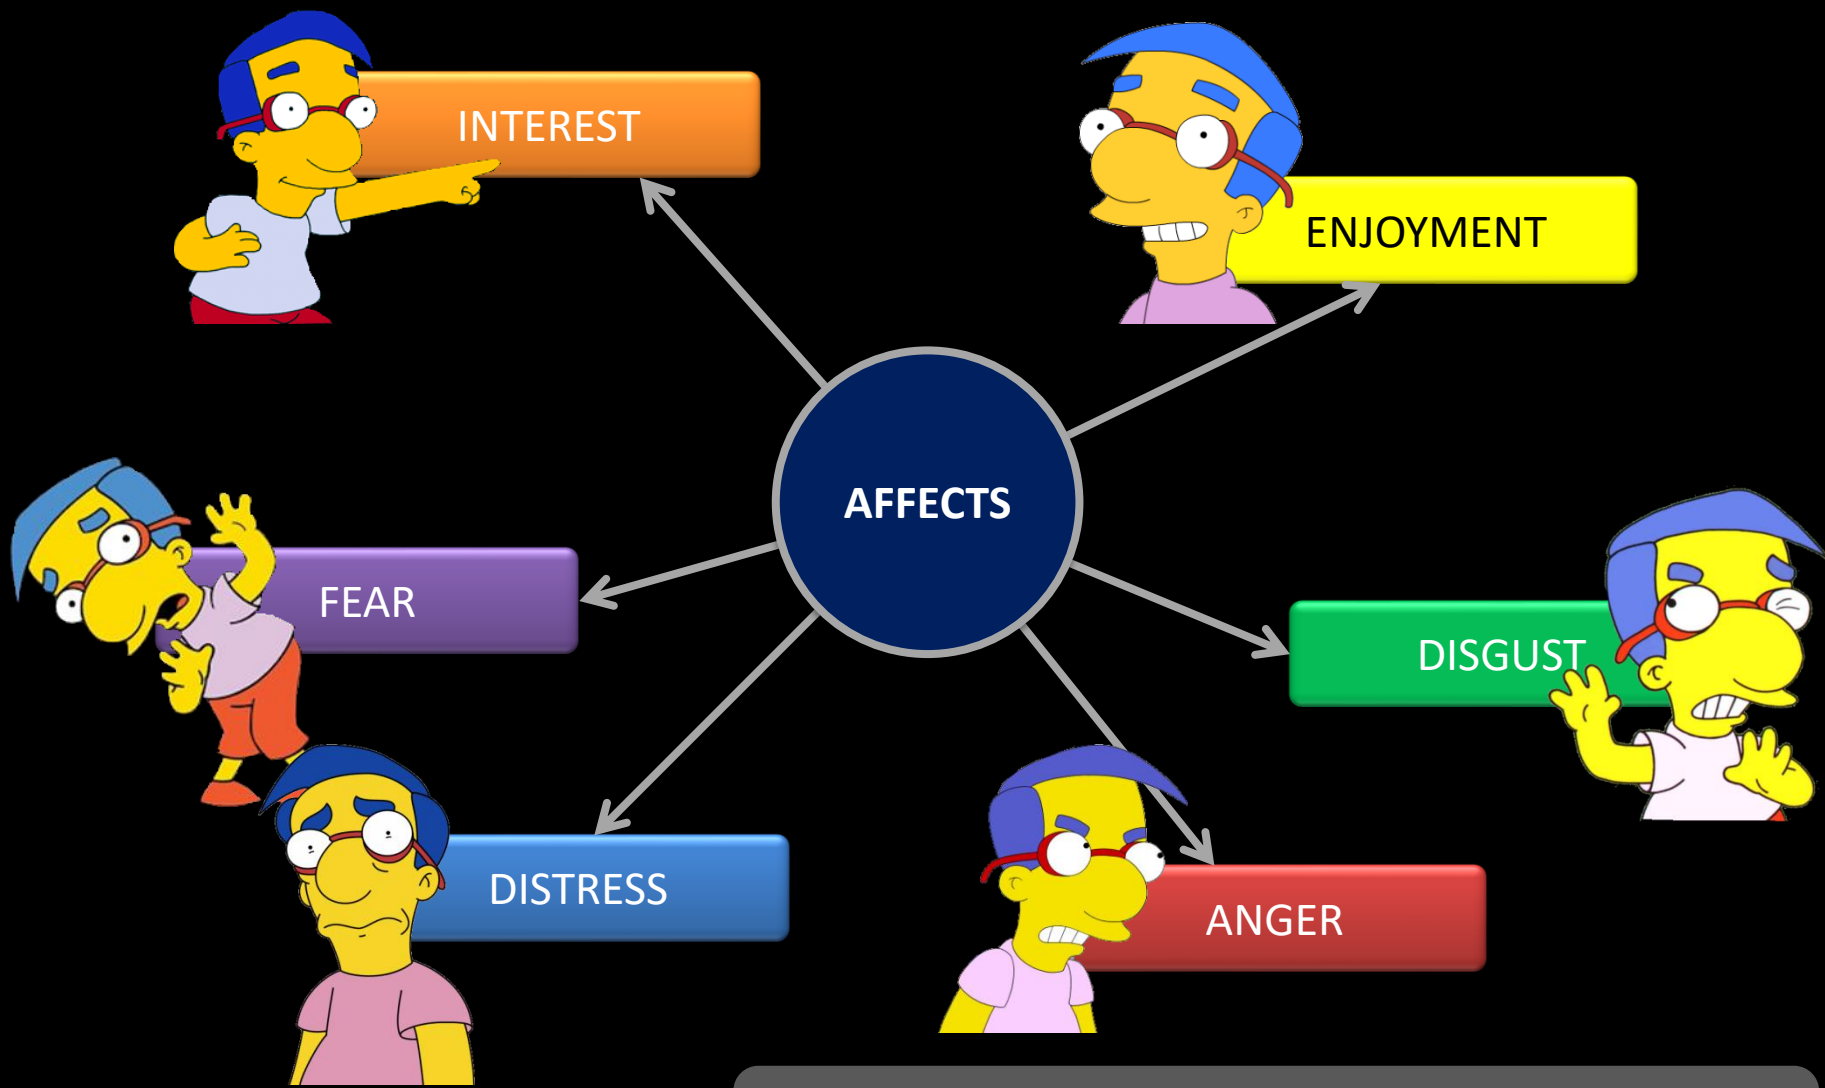 INTEREST
ENJOYMENT
AFFECTS
FEAR
DISGUST
DISTRESS
ANGER